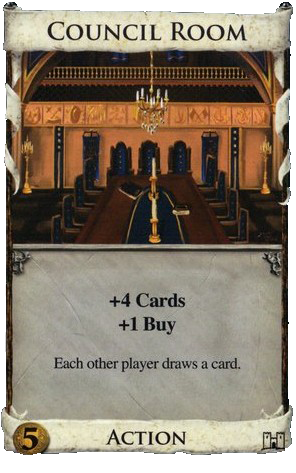 COUNCIL ROOM
+4 Cards
+1 Buy
Each other player draws a card.
5 ACTION